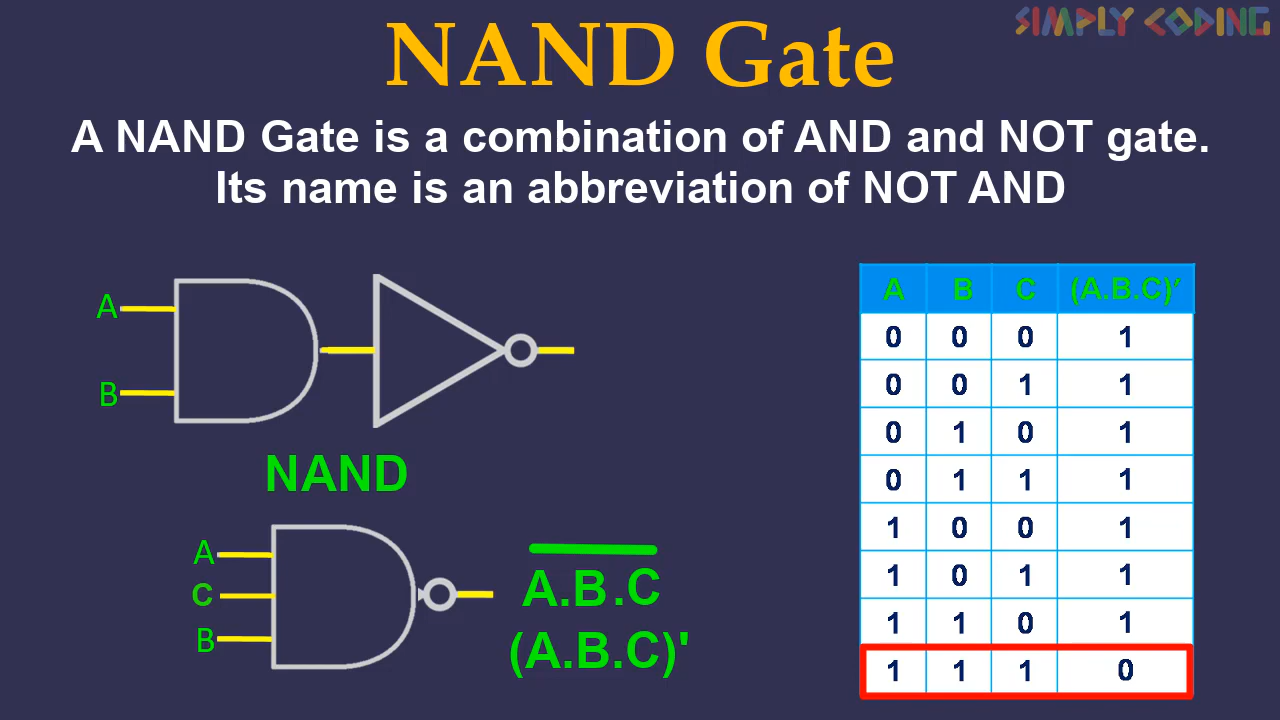 SIMPLY CODING
NAND Gate
A NAND Gate is a combination of AND and NOT gate.
Its name is an abbreviation of NOT AND
A
B
NAND
A
C
B
A.B.C
(A.B.C)'
A B C (A.B.C)'
0 0 0 1
0 0 1 1
0 1 0 1
0 1 1 1
1 0 0 1
1 0 1 1
1 1 0 1
1 1 1 0